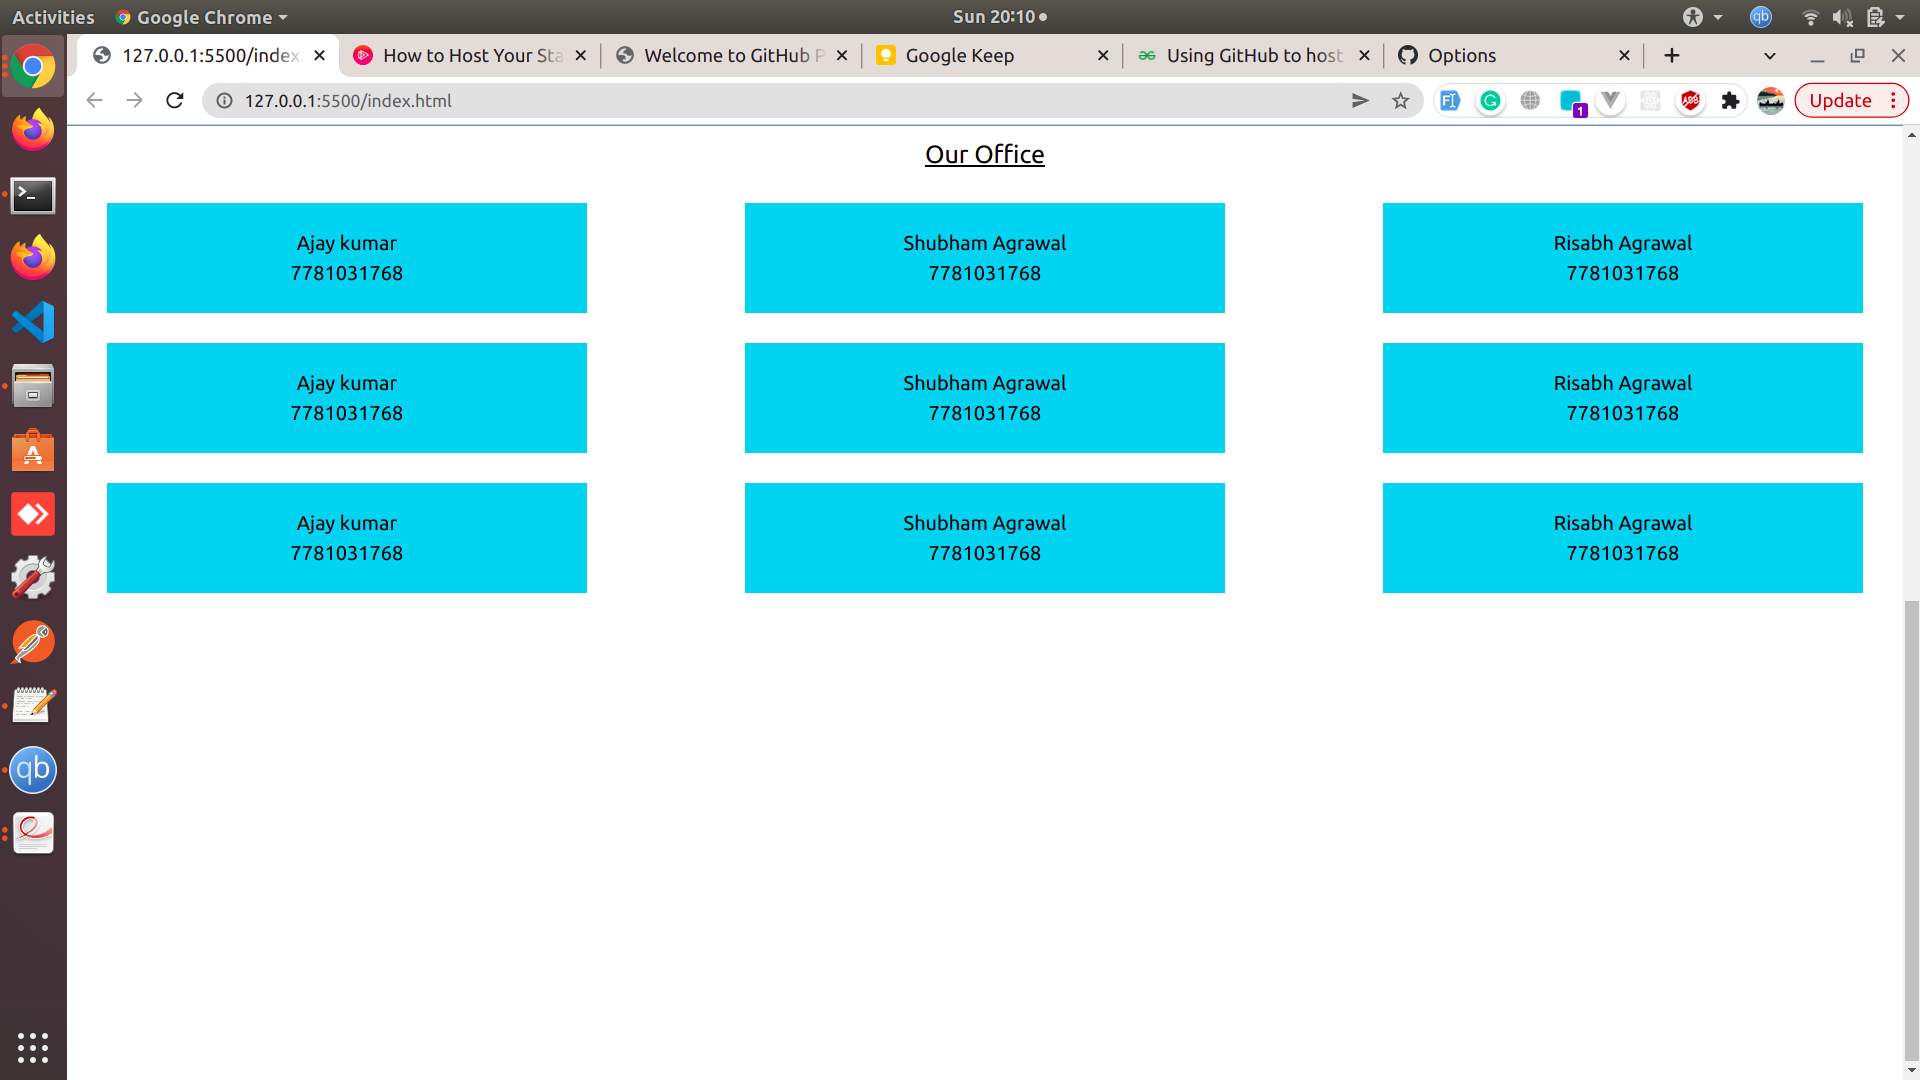 Activities
Google Chrome
Sun 20:10
qb
127.0.0.1:5500/index
How to Host Your Sta
Welcome to GitHub P
Google Keep
Using GitHub to host
Options
127.0.0.1:5500/index.html
1
Update
Our Office
Ajay kumar
7781031768
Shubham Agrawal
7781031768
Risabh Agrawal
7781031768
Ajay kumar
7781031768
Shubham Agrawal
7781031768
Risabh Agrawal
7781031768
Ajay kumar
7781031768
Shubham Agrawal
7781031768
Risabh Agrawal
7781031768
qb